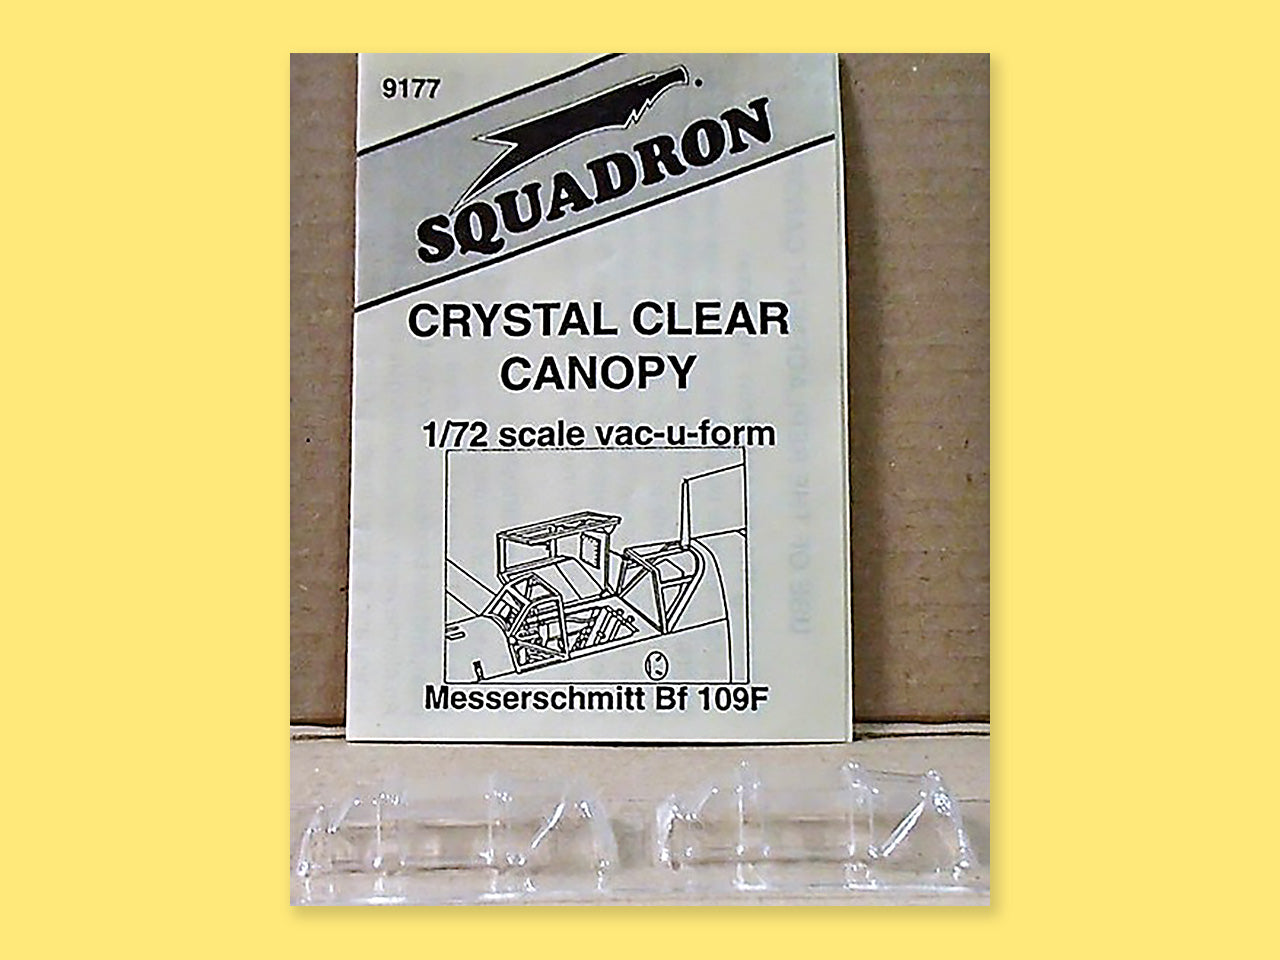 9177
SQUADRON
CRYSTAL CLEAR
CANOPY
1/72 scale vac-u-form
Messerschmitt Bf 109F